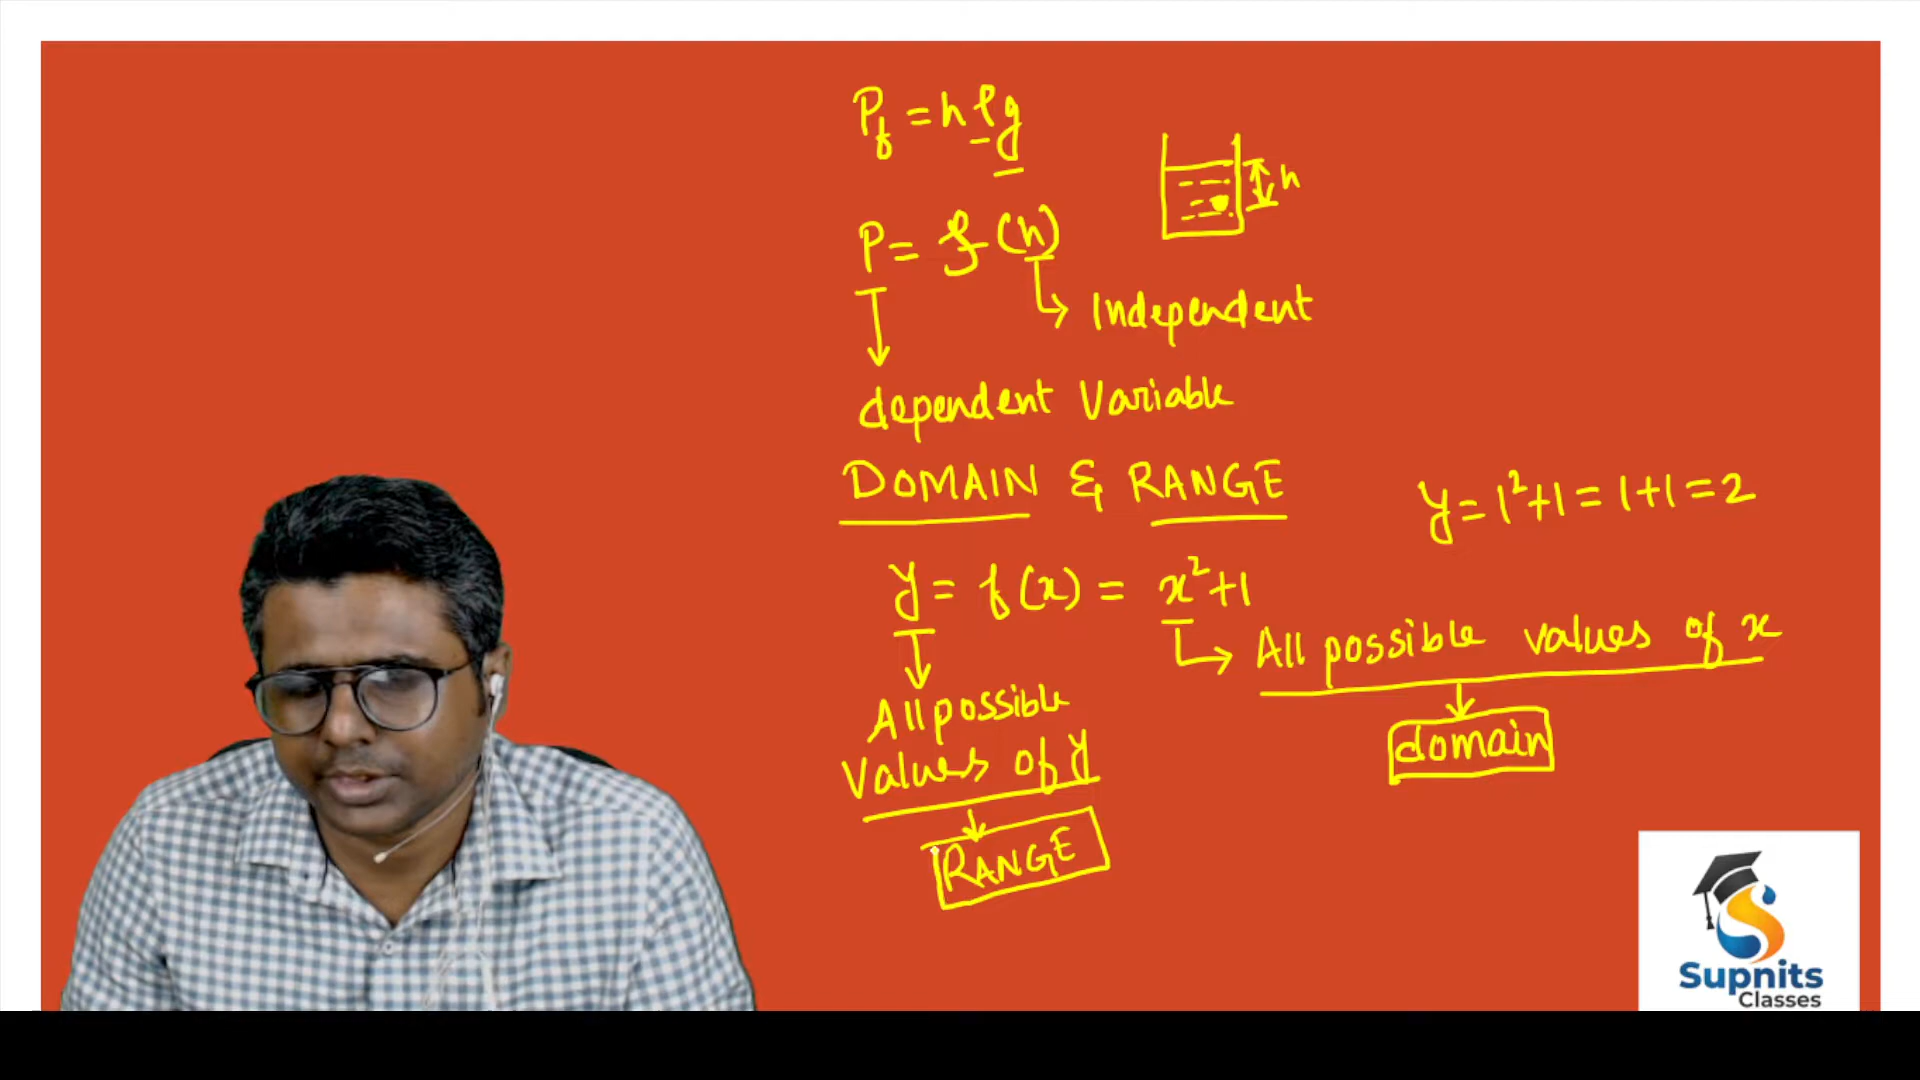 P_f = hρg
h
P = f(h)
Independent
dependent Variable
DOMAIN & RANGE
y = 1²+1 = 1+1 = 2
y = f(x) = x²+1
All possible values of x
domain
All possible
values of y
RANGE
Supnits
Classes